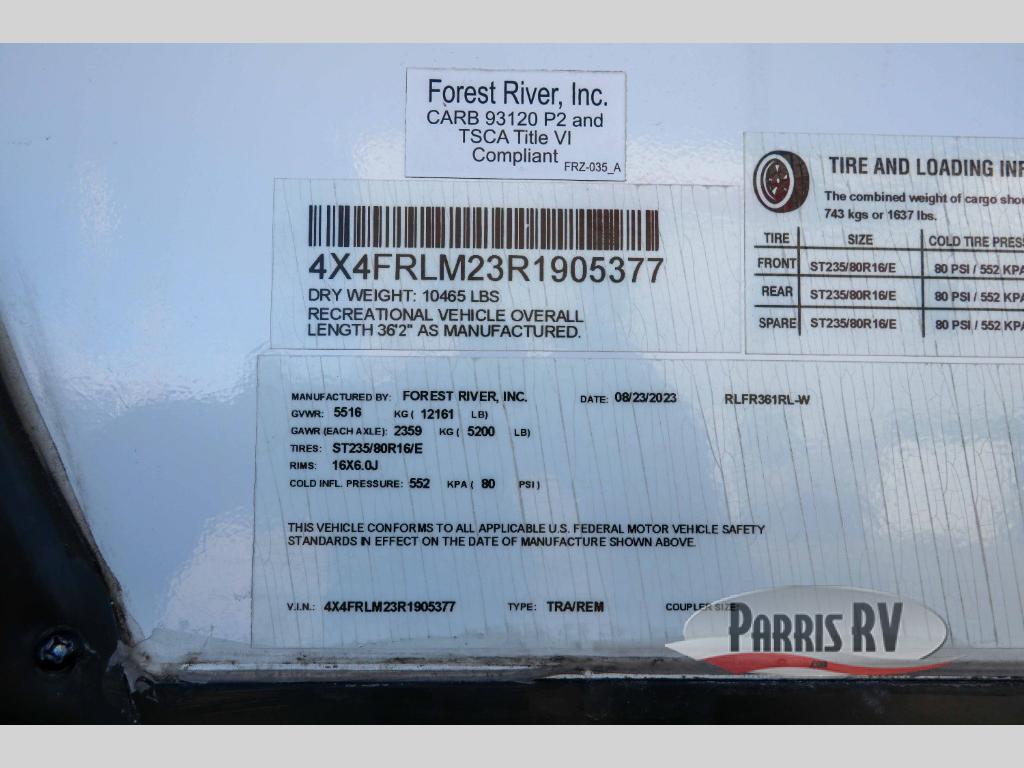 Forest River, Inc.
CARB 93120 P2 and
TSCA Title VI
Compliant
FRZ-035_A
4X4FRLM23R1905377
DRY WEIGHT: 10465 LBS
RECREATIONAL VEHICLE OVERALL
LENGTH 36'2" AS MANUFACTURED.
TIRE AND LOADING INF
The combined weight of cargo shou
743 kgs or 1637 lbs.
TIRE SIZE COLD TIRE PRESS
FRONT ST235/80R16/E 80 PSI / 552 KPA
REAR ST235/80R16/E 80 PSI / 552 KPA
SPARE ST235/80R16/E 80 PSI / 552 KPA
MANUFACTURED BY: FOREST RIVER, INC. DATE: 08/23/2023 RLFR361RL-W
GVWR: 5516 KG ( 12161 LB)
GAWR (EACH AXLE): 2359 KG ( 5200 LB)
TIRES: ST235/80R16/E
RIMS: 16X6.0J
COLD INFL. PRESSURE: 552 KPA ( 80 PSI )
THIS VEHICLE CONFORMS TO ALL APPLICABLE U.S. FEDERAL MOTOR VEHICLE SAFETY
STANDARDS IN EFFECT ON THE DATE OF MANUFACTURE SHOWN ABOVE.
V.I.N.: 4X4FRLM23R1905377 TYPE: TRA/REM COUPLER SIZE:
PARRIS RV
.com